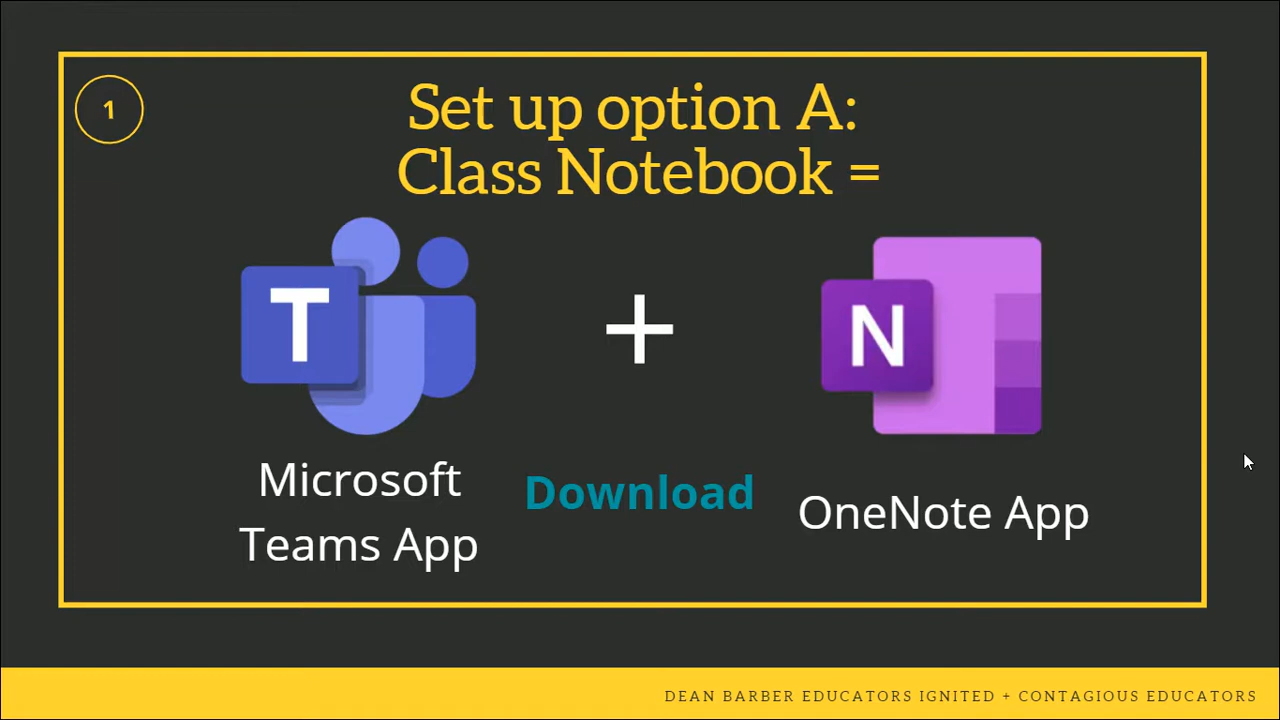 1
Set up option A:
Class Notebook =
T
+
N
Microsoft
Teams App
Download
OneNote App
DEAN BARBER EDUCATORS IGNITED + CONTAGIOUS EDUCATORS